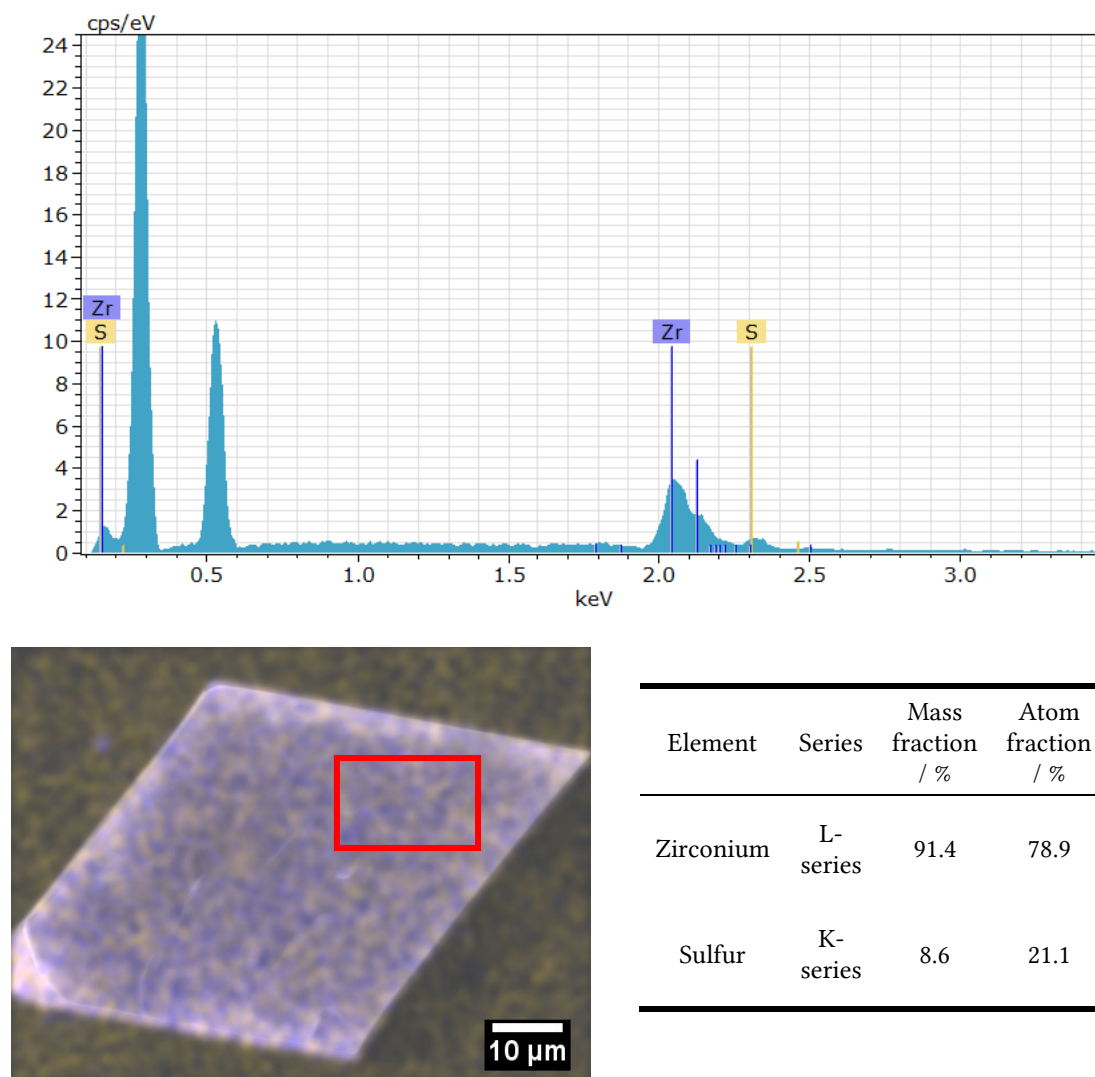 cps/eV
24
22
20
18
16
14
12
10
8
6
4
2
0
Zr
S
Zr
S
0.5 1.0 1.5 2.0 2.5 3.0
keV
10 µm
Element Series Mass fraction / % Atom fraction / %
Zirconium L-series 91.4 78.9
Sulfur K-series 8.6 21.1